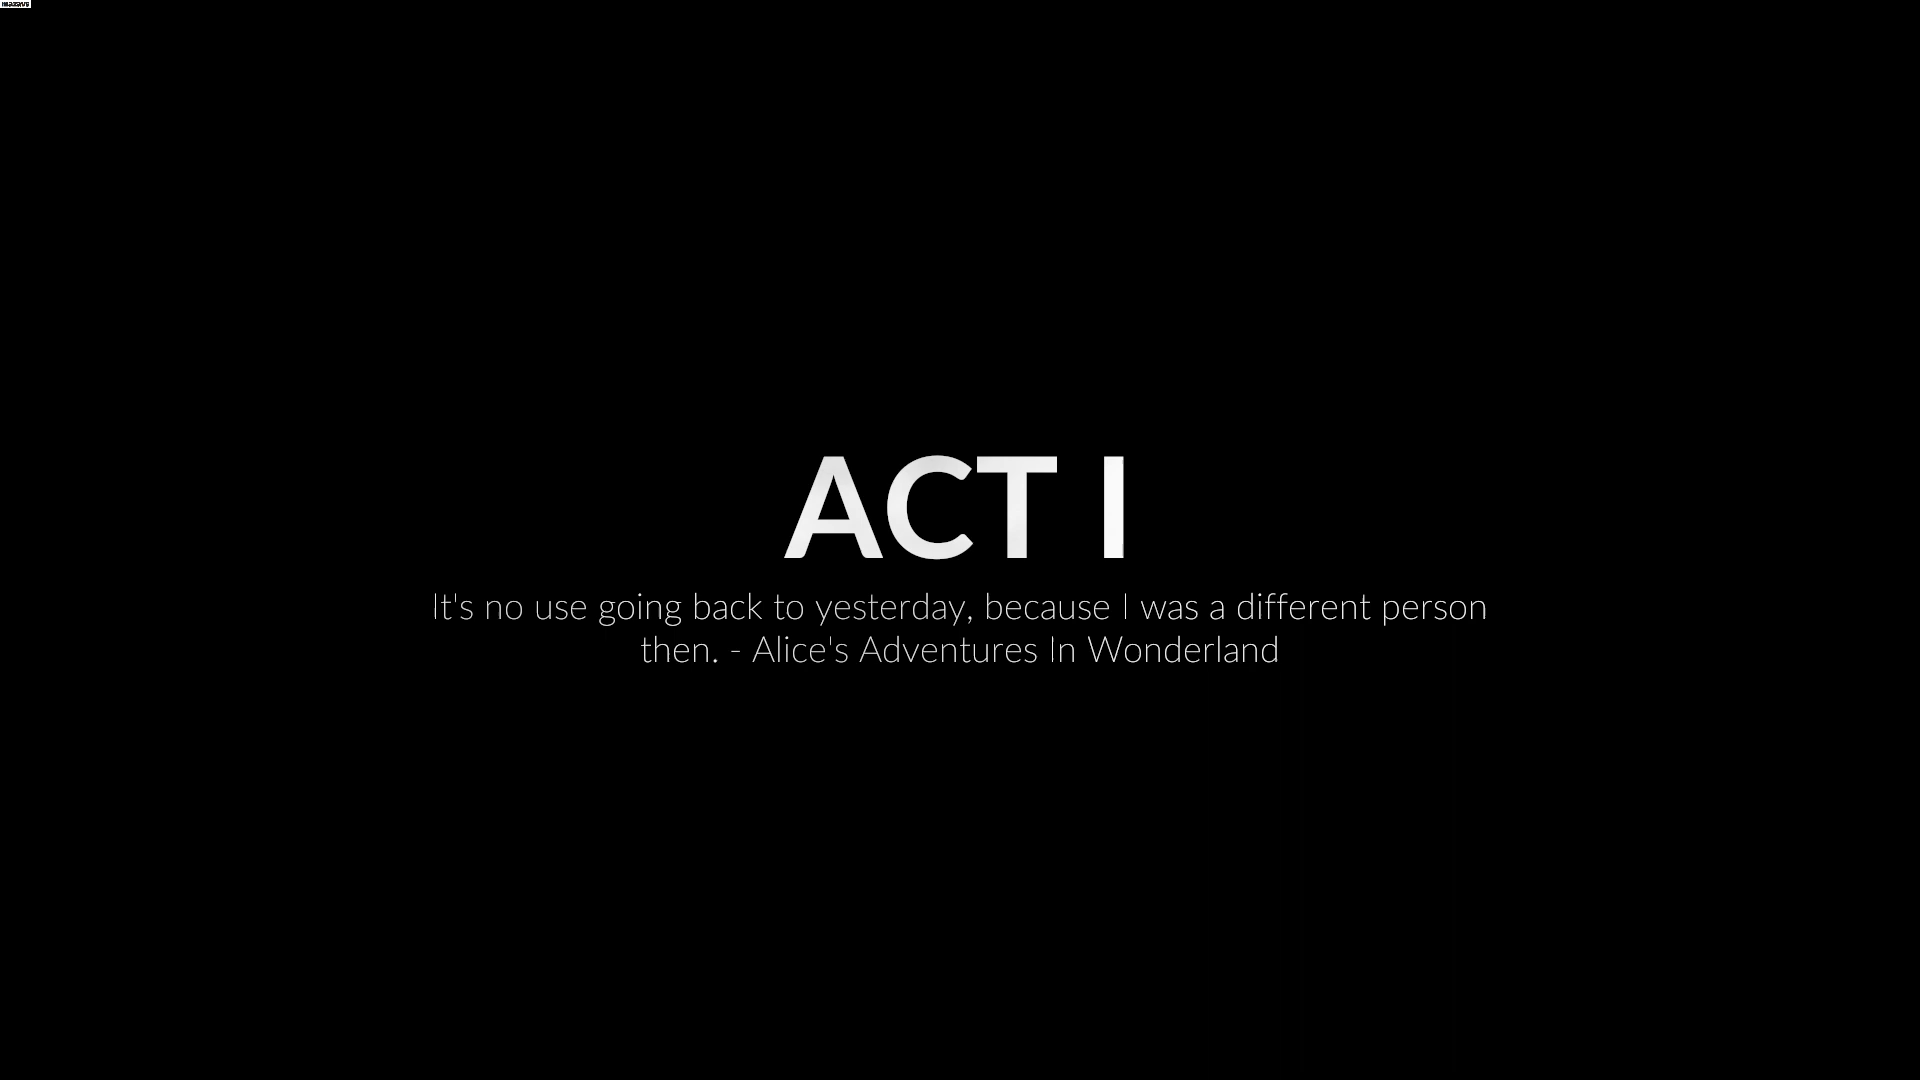 ACT I
It's no use going back to yesterday, because I was a different person
then. - Alice's Adventures In Wonderland